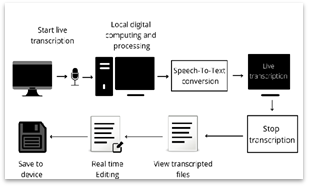 Start live
transcription
Local digital
computing and
processing
Speech-To-Text
conversion
Live
transcription
Stop
transcription
View transcripted
files
Real time
Editing
Save to
device